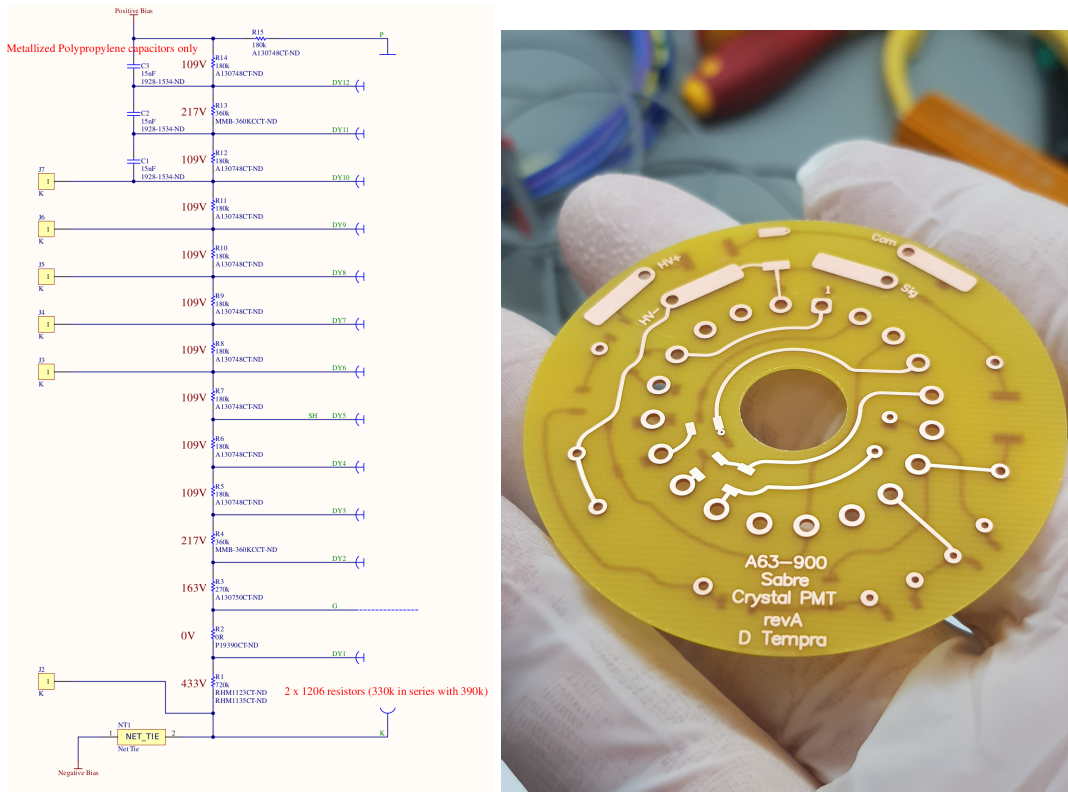 Positive Bias
Metallized Polypropylene capacitors only
R15
180k
A130748CT-ND
P
C3
15nF
1928-1534-ND
109V
R14
180k
A130748CT-ND
DY12
C2
15nF
1928-1534-ND
217V
R13
360k
MMB-360KCCT-ND
DY11
C1
15nF
1928-1534-ND
109V
R12
180k
A130748CT-ND
DY10
J7
1
K
109V
R11
180k
A130748CT-ND
DY9
J6
1
K
109V
R10
180k
A130748CT-ND
DY8
J5
1
K
109V
R9
180k
A130748CT-ND
DY7
J4
1
K
109V
R8
180k
A130748CT-ND
DY6
J3
1
K
109V
R7
180k
A130748CT-ND
SH DY5
109V
R6
180k
A130748CT-ND
DY4
109V
R5
180k
A130748CT-ND
DY3
217V
R4
360k
MMB-360KCCT-ND
DY2
163V
R3
270k
A130750CT-ND
G
0V
R2
0R
P19390CT-ND
DY1
J2
1
K
433V
R1
720k
RHM1123CT-ND
RHM1135CT-ND
2 x 1206 resistors (330k in series with 390k)
NT1
1 NET_TIE 2
Net Tie
K
Negative Bias
HV+
HV-
Com
Sig
1
A63-900
Sabre
Crystal PMT
revA
D Tempra